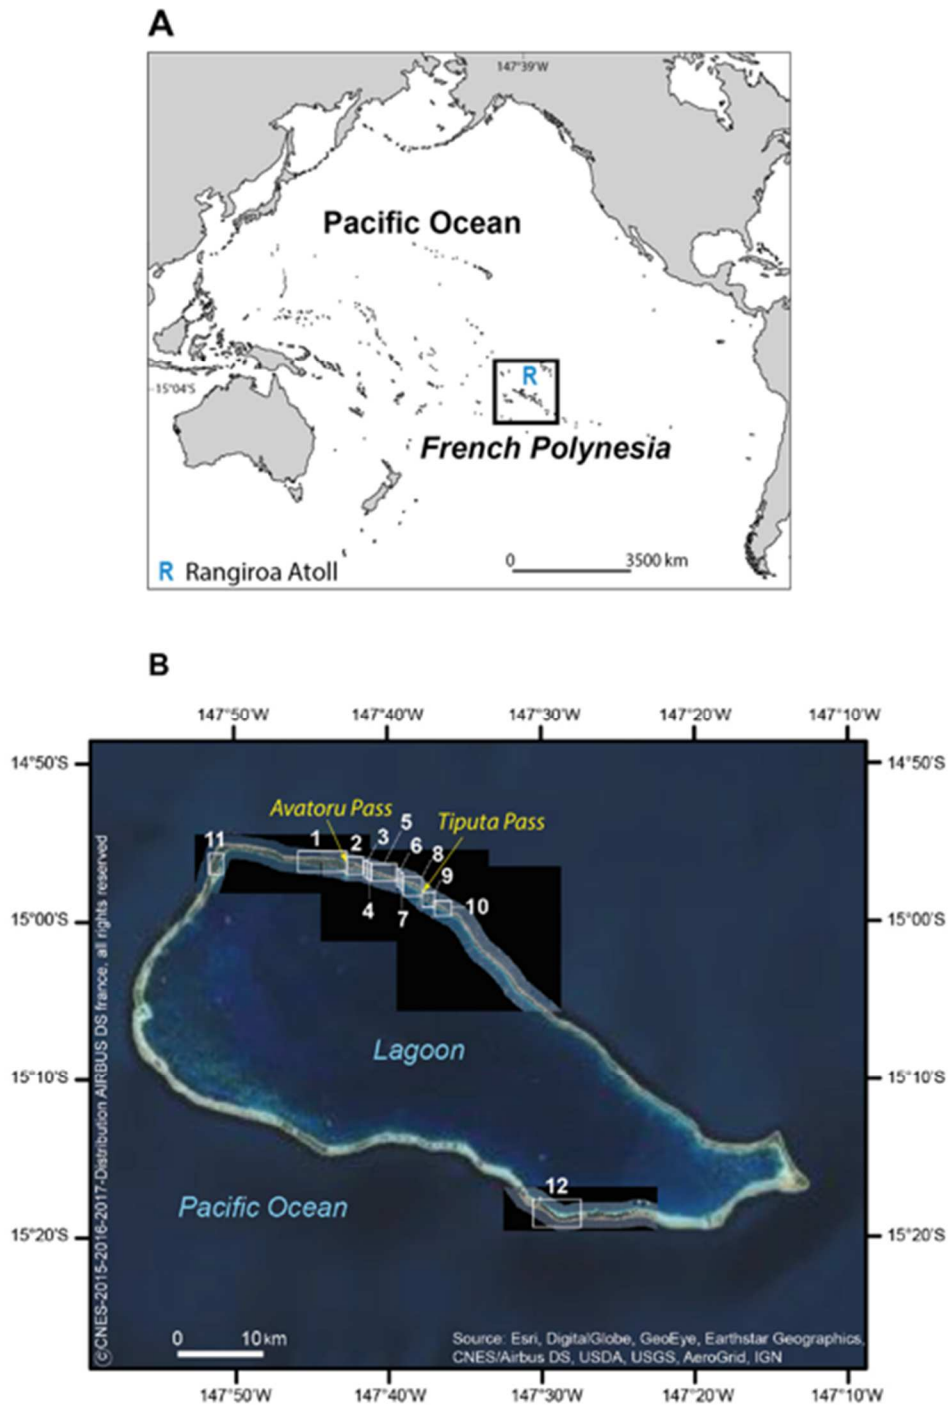 A
147°39'W
Pacific Ocean
15°04'S
R
French Polynesia
R Rangiroa Atoll
0 3500 km
B
147°50'W 147°40'W 147°30'W 147°20'W 147°10'W
14°50'S 14°50'S
Avatoru Pass
Tiputa Pass
11 1 2 3 5 6 8 9
4 7 10
15°00'S 15°00'S
Lagoon
15°10'S 15°10'S
12
Pacific Ocean
15°20'S 15°20'S
©CNES-2015-2016-2017-Distribution AIRBUS DS france, all rights reserved
0 10 km
Source: Esri, DigitalGlobe, GeoEye, Earthstar Geographics,
CNES/Airbus DS, USDA, USGS, AeroGrid, IGN
147°50'W 147°40'W 147°30'W 147°20'W 147°10'W